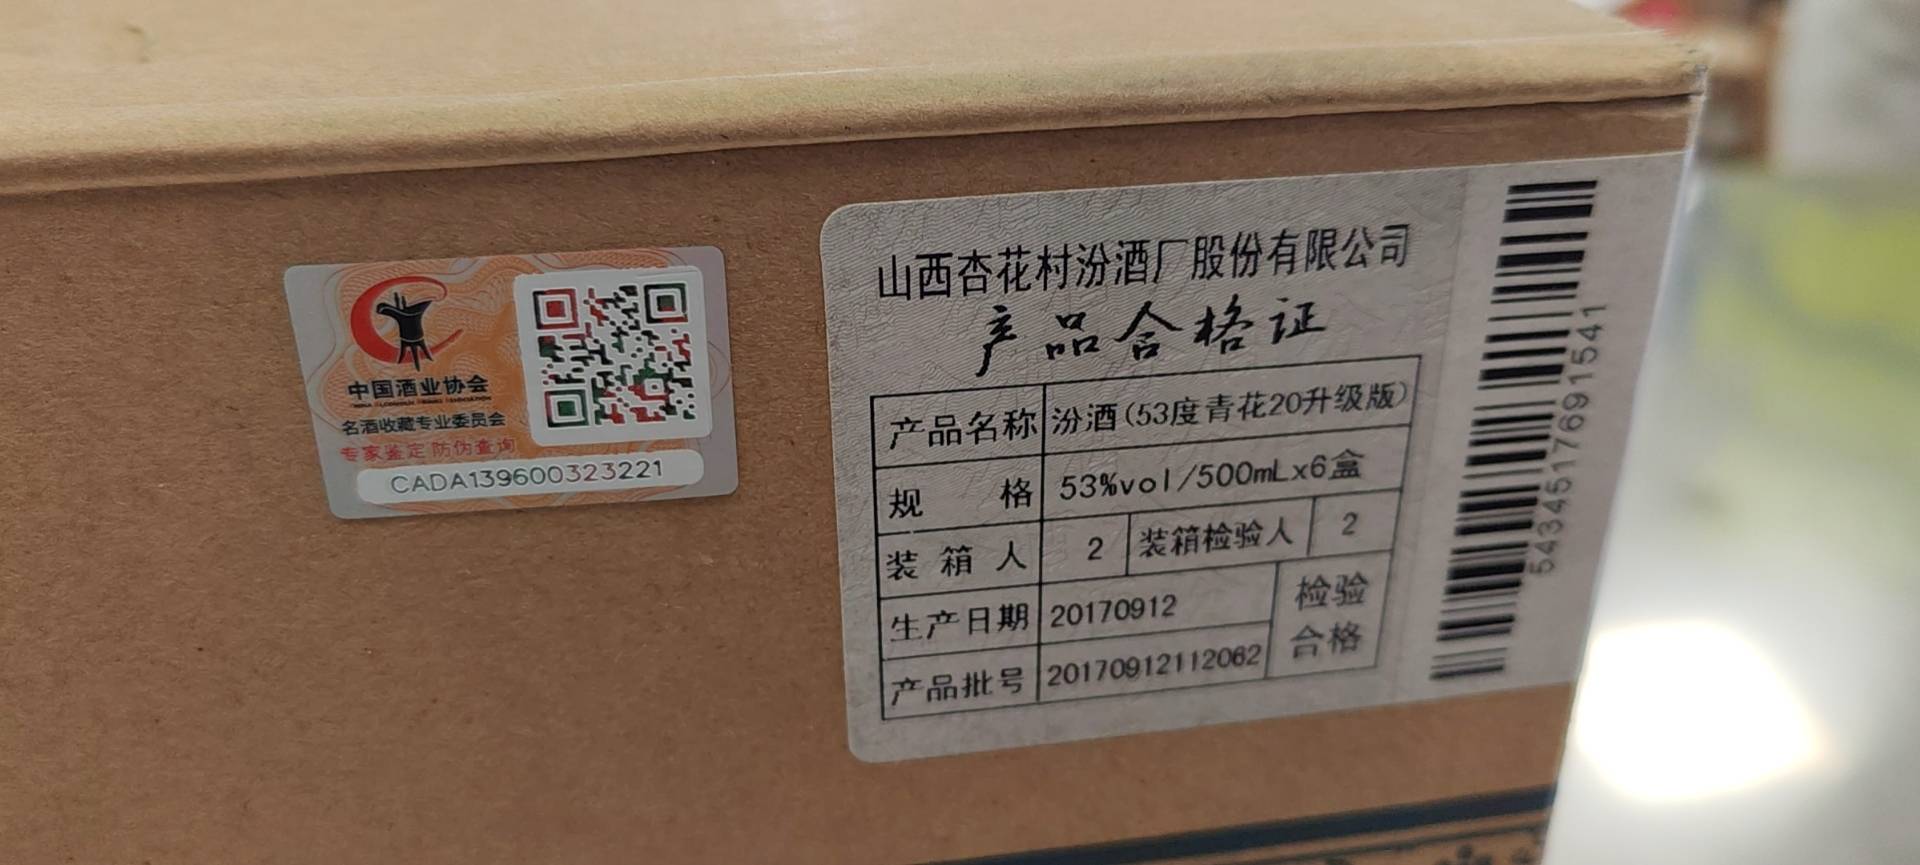 中国酒业协会
CHINA ALCOHOLIC DRINKS ASSOCIATION
名酒收藏专业委员会
专家鉴定 防伪查询
CADA139600323221
山西杏花村汾酒厂股份有限公司
产品合格证
产品名称 汾酒(53度青花20升级版)
规 格 53%vol/500mLx6盒
装 箱 人 2 装箱检验人 2
生产日期 20170912 检验
产品批号 20170912112062 合格
5434517691541